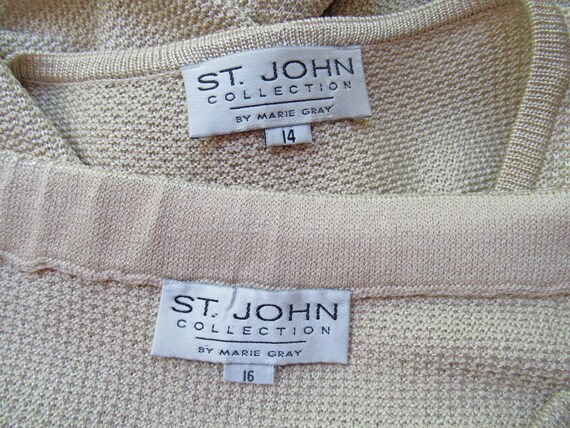 ST. JOHN
COLLECTION
BY MARIE GRAY
14
ST. JOHN
COLLECTION
BY MARIE GRAY
16